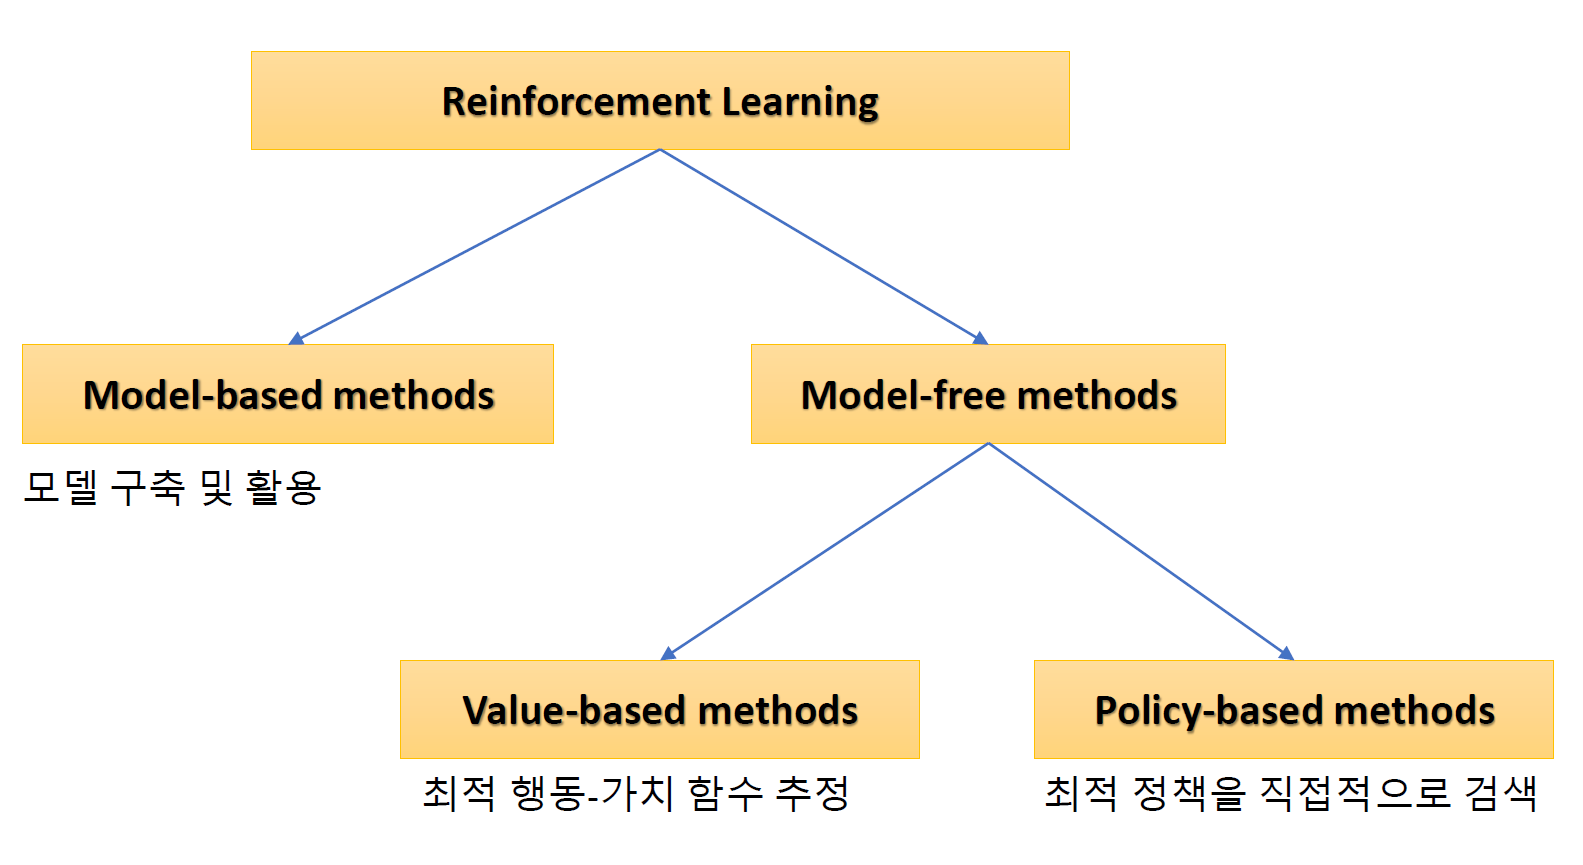 Reinforcement Learning
Model-based methods
Model-free methods
모델 구축 및 활용
Value-based methods
Policy-based methods
최적 행동-가치 함수 추정
최적 정책을 직접적으로 검색